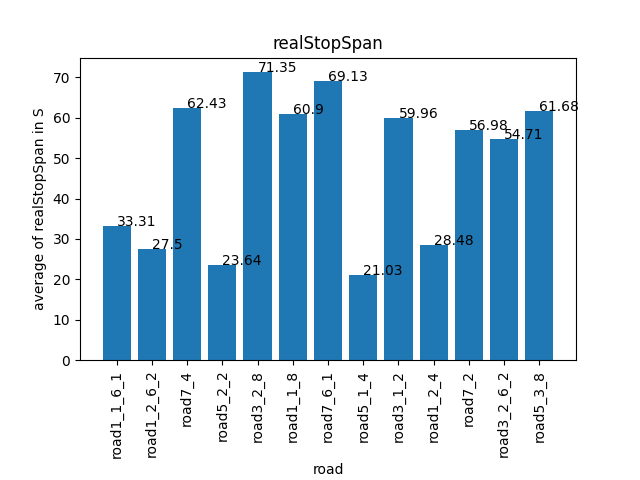 realStopSpan
average of realStopSpan in S
70
60
50
40
30
20
10
0
33.31
27.5
62.43
23.64
71.35
60.9
69.13
21.03
59.96
28.48
56.98
54.71
61.68
road1_1_6_1
road1_2_6_2
road7_4
road5_2_2
road3_2_8
road1_1_8
road7_6_1
road5_1_4
road3_1_2
road1_2_4
road7_2
road3_2_6_2
road5_3_8
road